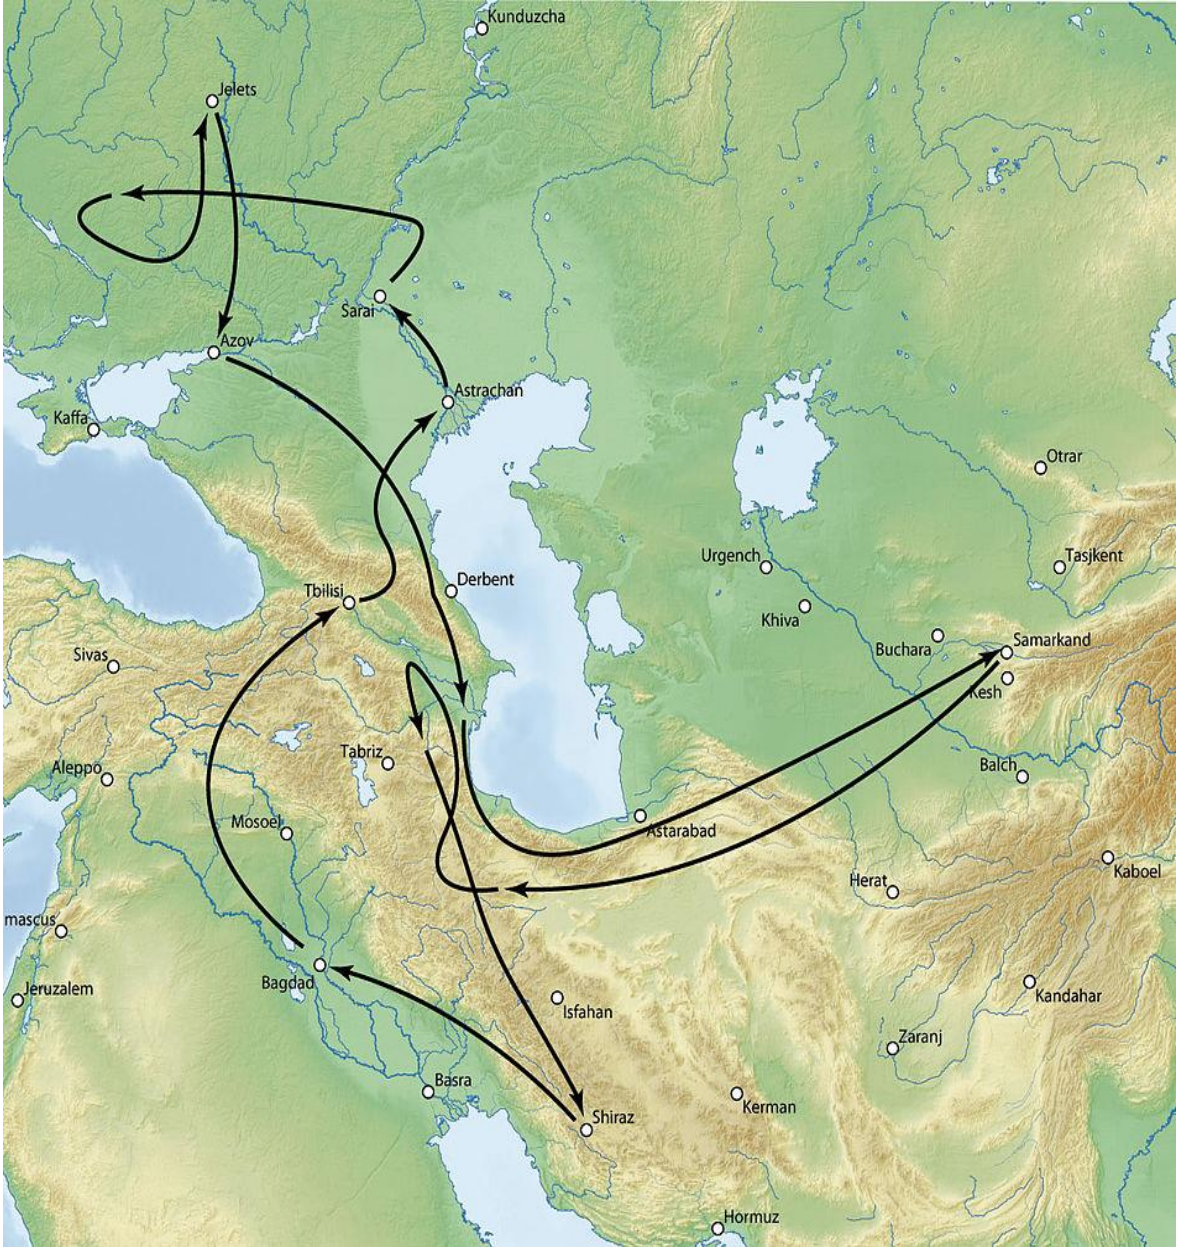 Kunduzcha
Jelets
Sarai
Azov
Astrachan
Kaffa
Otrar
Urgench
Tasjkent
Derbent
Tbilisi
Khiva
Buchara
Samarkand
Sivas
Kesh
Tabriz
Aleppo
Balch
Mosoel
Astarabad
Kaboel
Herat
mascus
Bagdad
Jeruzalem
Isfahan
Kandahar
Zaranj
Basra
Kerman
Shiraz
Hormuz